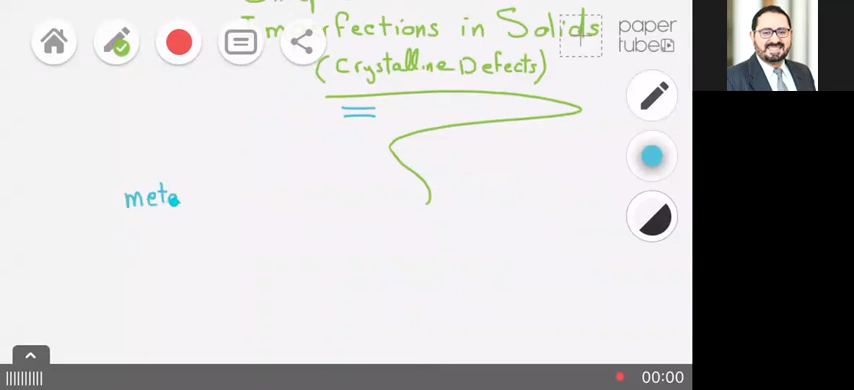 Imperfections in Solids
(Crystalline Defects)
paper
tube
meta
00:00